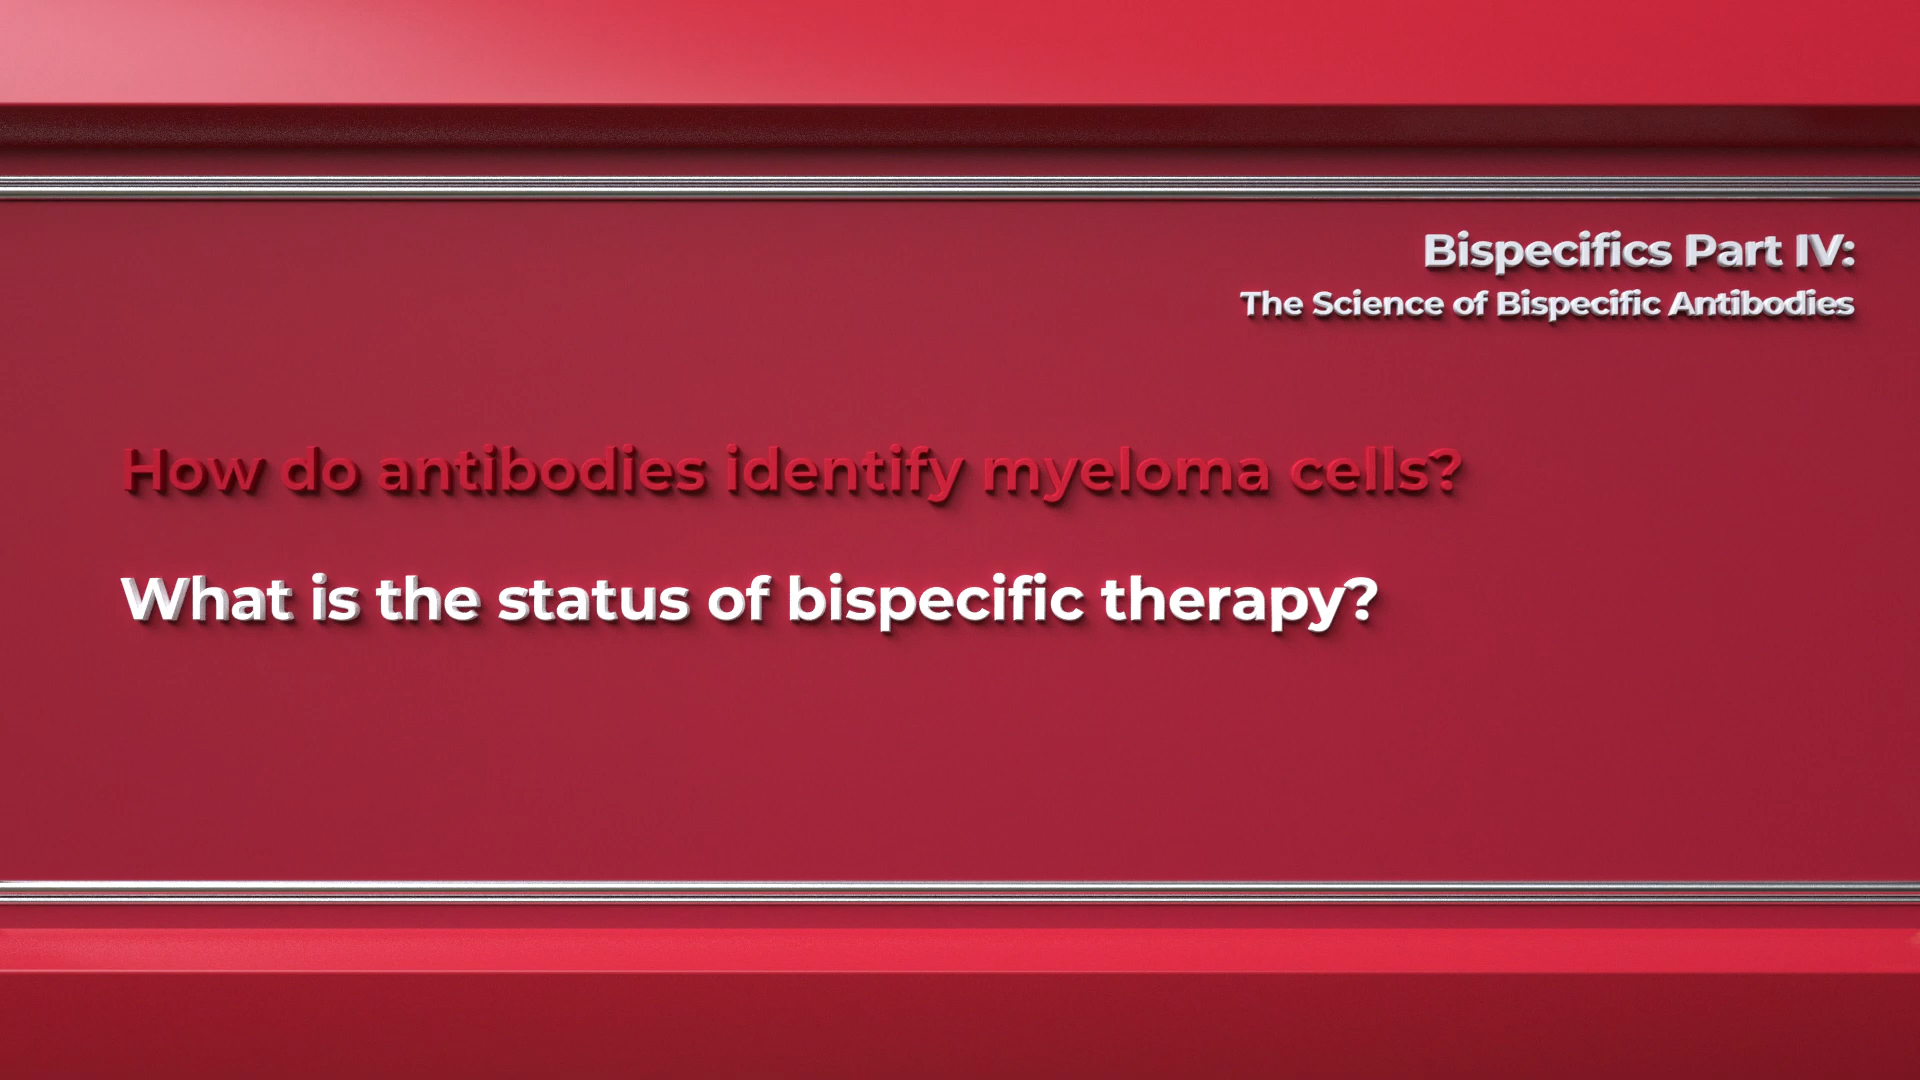 Bispecifics Part IV:
The Science of Bispecific Antibodies
How do antibodies identify myeloma cells?
What is the status of bispecific therapy?